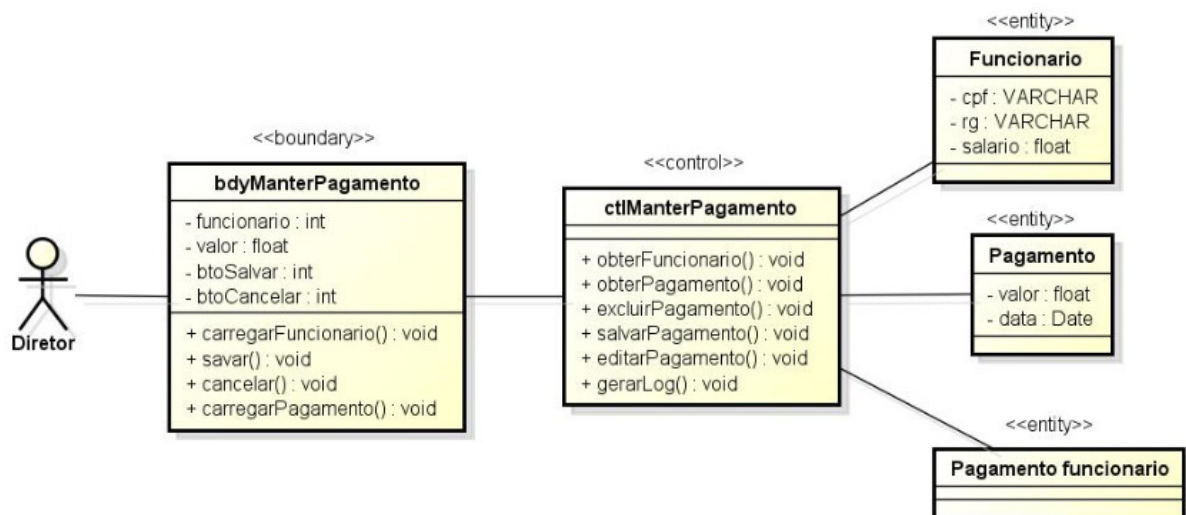 Diretor
<<boundary>>
bdyManterPagamento
- funcionario : int
- valor : float
- btoSalvar : int
- btoCancelar : int
+ carregarFuncionario() : void
+ savar() : void
+ cancelar() : void
+ carregarPagamento() : void
<<control>>
ctlManterPagamento
+ obterFuncionario() : void
+ obterPagamento() : void
+ excluirPagamento() : void
+ salvarPagamento() : void
+ editarPagamento() : void
+ gerarLog() : void
<<entity>>
Funcionario
- cpf : VARCHAR
- rg : VARCHAR
- salario : float
<<entity>>
Pagamento
- valor : float
- data : Date
<<entity>>
Pagamento funcionario